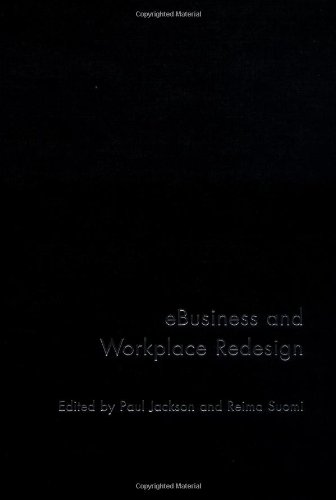 Copyrighted Material
eBusiness and
Workplace Redesign
Edited by Paul Jackson and Reima Suomi
Copyrighted Material